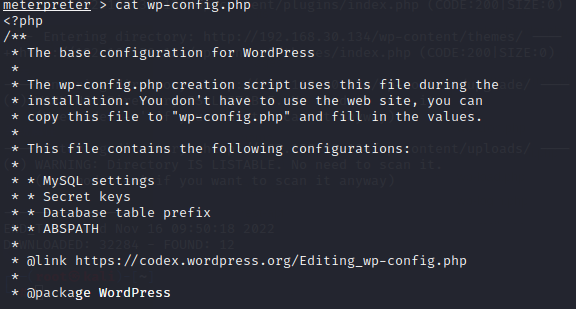 meterpreter > cat wp-config.php
<?php
/**
 * The base configuration for WordPress
 *
 * The wp-config.php creation script uses this file during the
 * installation. You don't have to use the web site, you can
 * copy this file to "wp-config.php" and fill in the values.
 *
 * This file contains the following configurations:
 *
 * * MySQL settings
 * * Secret keys
 * * Database table prefix
 * * ABSPATH
 *
 * @link https://codex.wordpress.org/Editing_wp-config.php
 *
 * @package WordPress